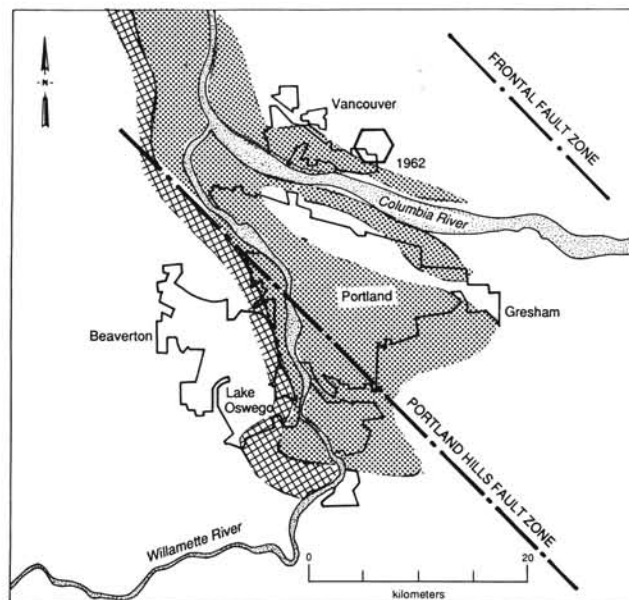 N
FRONTAL FAULT ZONE
Vancouver
1962
Columbia River
Portland
Gresham
Beaverton
Lake
Oswego
PORTLAND HILLS FAULT ZONE
Willamette River
0
20
kilometers